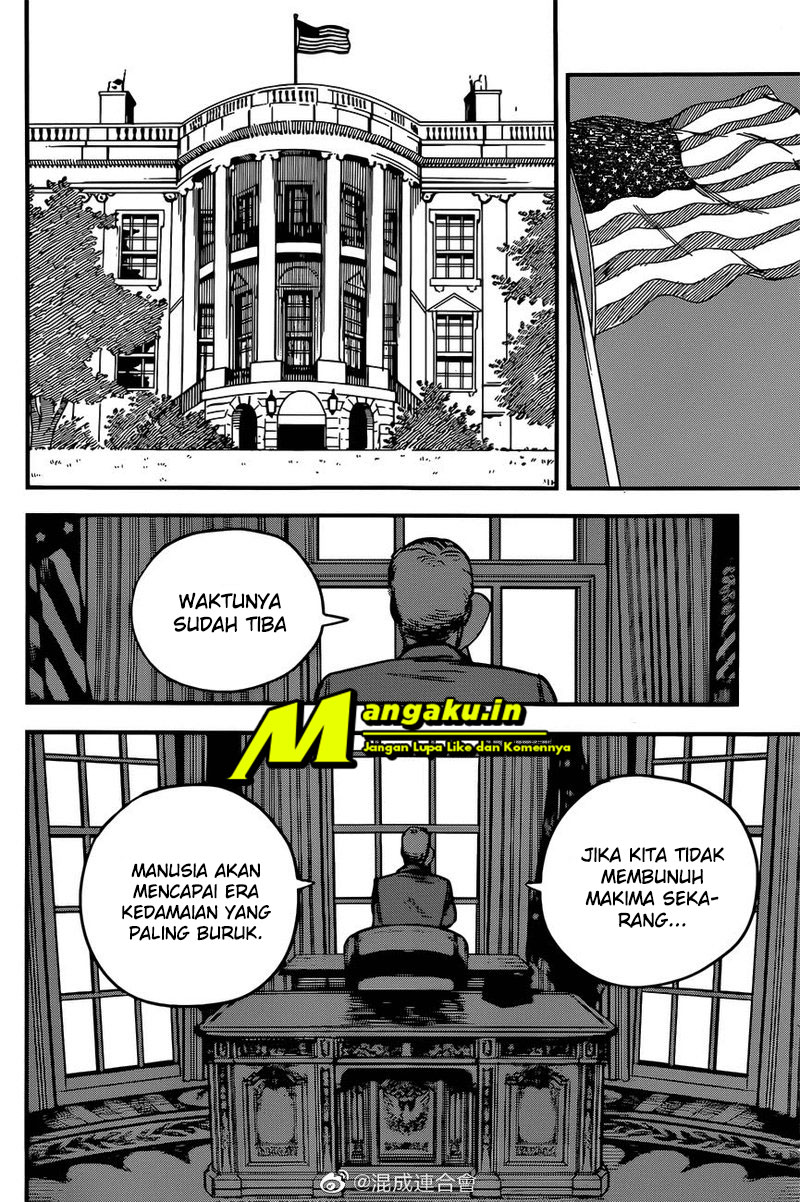 WAKTUNYA
SUDAH TIBA
Mangaku.in
Jangan Lupa Like dan Komennya
JIKA KITA TIDAK
MEMBUNUH
MAKIMA SEKA-
RANG...
MANUSIA AKAN
MENCAPAI ERA
KEDAMAIAN YANG
PALING BURUK.
@混成連合會